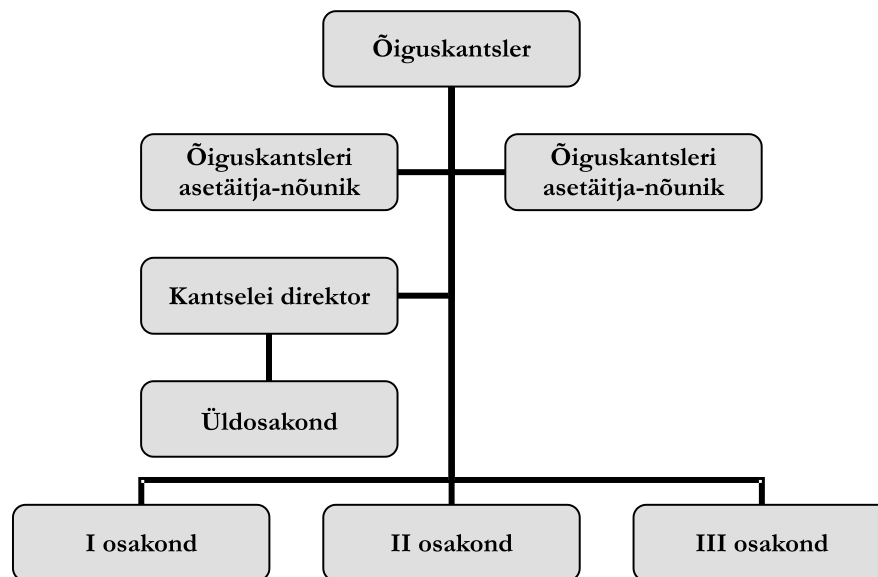 Õiguskantsler
Õiguskantsleri
asetäitja-nõunik
Õiguskantsleri
asetäitja-nõunik
Kantselei direktor
Üldosakond
I osakond
II osakond
III osakond